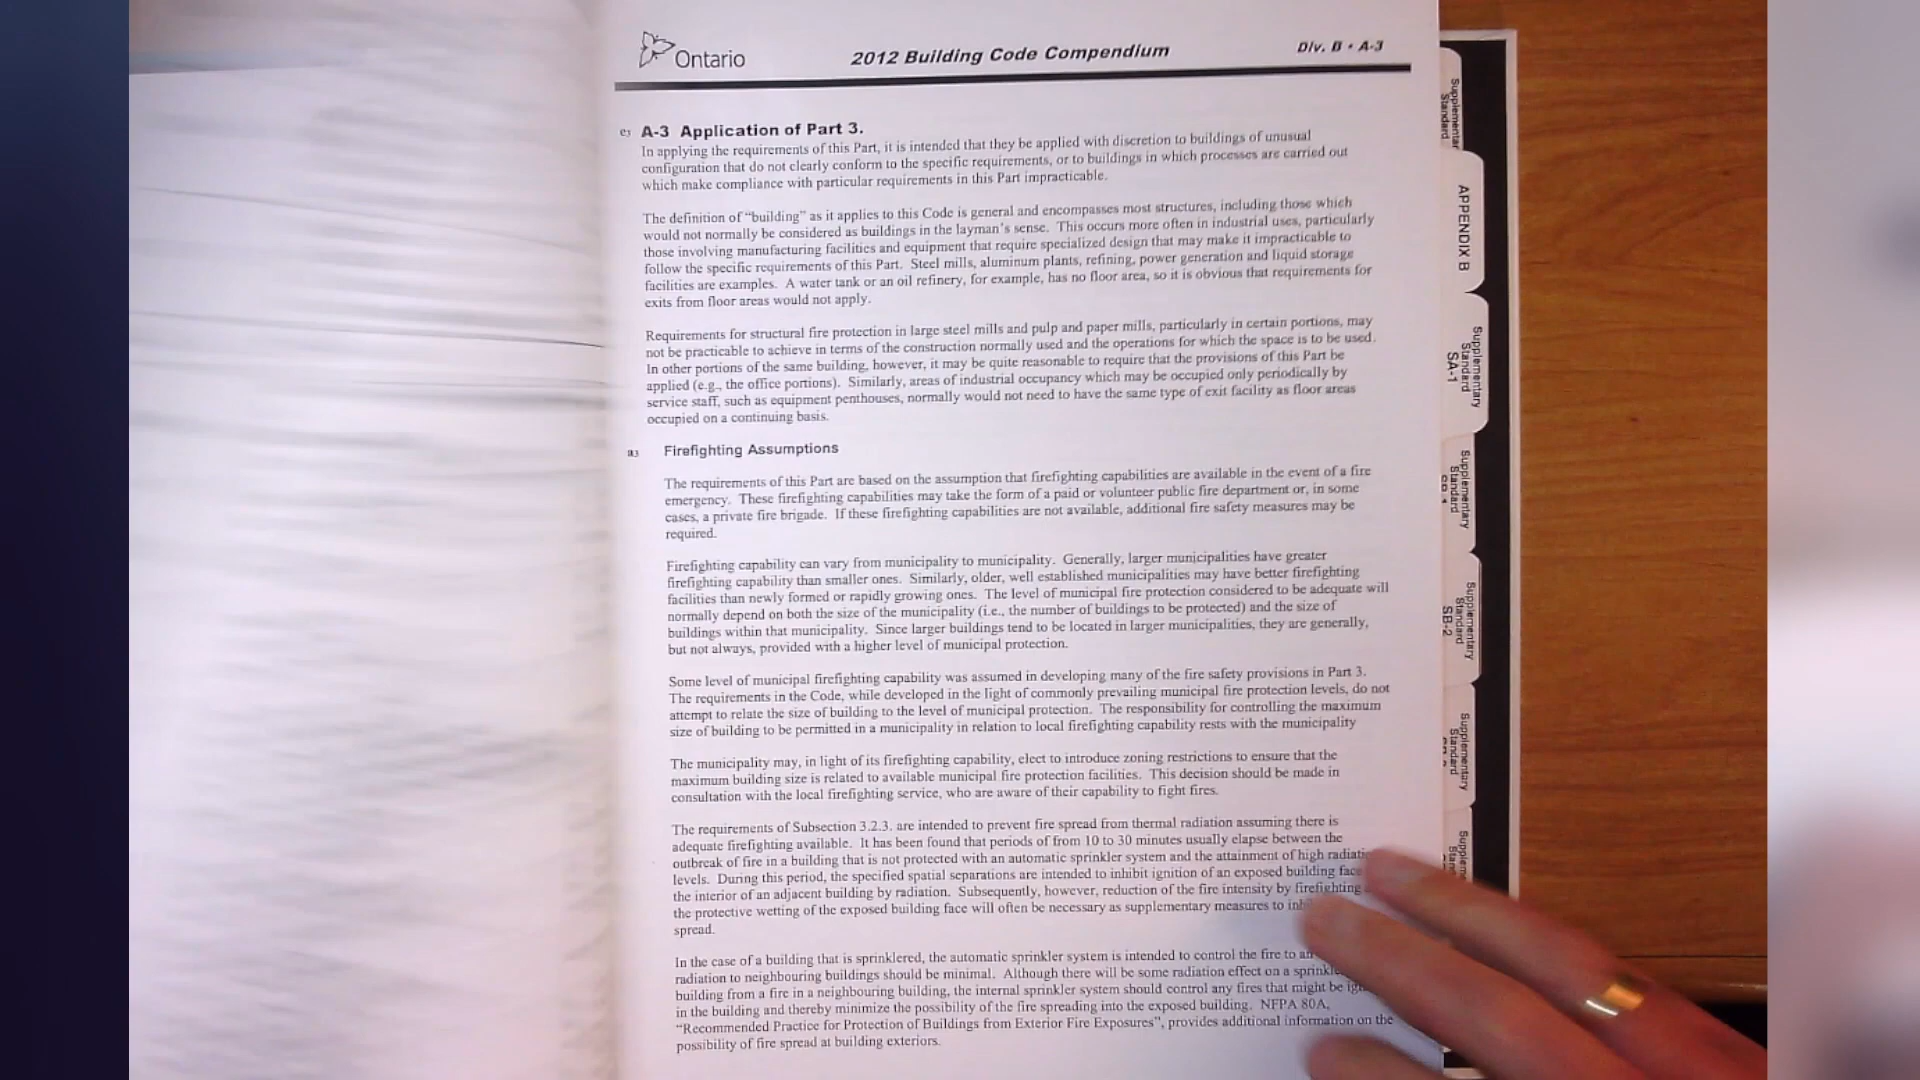 Ontario
2012 Building Code Compendium
Div. B • A-3
e3 A-3 Application of Part 3.
In applying the requirements of this Part, it is intended that they be applied with discretion to buildings of unusual
configuration that do not clearly conform to the specific requirements, or to buildings in which processes are carried out
which make compliance with particular requirements in this Part impracticable.
The definition of “building” as it applies to this Code is general and encompasses most structures, including those which
would not normally be considered as buildings in the layman's sense. This occurs more often in industrial uses, particularly
those involving manufacturing facilities and equipment that require specialized design that may make it impracticable to
follow the specific requirements of this Part. Steel mills, aluminum plants, refining, power generation and liquid storage
facilities are examples. A water tank or an oil refinery, for example, has no floor area, so it is obvious that requirements for
exits from floor areas would not apply.
Requirements for structural fire protection in large steel mills and pulp and paper mills, particularly in certain portions, may
not be practicable to achieve in terms of the construction normally used and the operations for which the space is to be used.
In other portions of the same building, however, it may be quite reasonable to require that the provisions of this Part be
applied (e.g., the office portions). Similarly, areas of industrial occupancy which may be occupied only periodically by
service staff, such as equipment penthouses, normally would not need to have the same type of exit facility as floor areas
occupied on a continuing basis.
Firefighting Assumptions
The requirements of this Part are based on the assumption that firefighting capabilities are available in the event of a fire
emergency. These firefighting capabilities may take the form of a paid or volunteer public fire department or, in some
cases, a private fire brigade. If these firefighting capabilities are not available, additional fire safety measures may be
required.
Firefighting capability can vary from municipality to municipality. Generally, larger municipalities have greater
firefighting capability than smaller ones. Similarly, older, well established municipalities may have better firefighting
facilities than newly formed or rapidly growing ones. The level of municipal fire protection considered to be adequate will
normally depend on both the size of the municipality (i.e., the number of buildings to be protected) and the size of
buildings within that municipality. Since larger buildings tend to be located in larger municipalities, they are generally,
but not always, provided with a higher level of municipal protection.
Some level of municipal firefighting capability was assumed in developing many of the fire safety provisions in Part 3.
The requirements in the Code, while developed in the light of commonly prevailing municipal fire protection levels, do not
attempt to relate the size of building to the level of municipal protection. The responsibility for controlling the maximum
size of building to be permitted in a municipality in relation to local firefighting capability rests with the municipality
The municipality may, in light of its firefighting capability, elect to introduce zoning restrictions to ensure that the
maximum building size is related to available municipal fire protection facilities. This decision should be made in
consultation with the local firefighting service, who are aware of their capability to fight fires.
The requirements of Subsection 3.2.3. are intended to prevent fire spread from thermal radiation assuming there is
adequate firefighting available. It has been found that periods of from 10 to 30 minutes usually elapse between the
outbreak of fire in a building that is not protected with an automatic sprinkler system and the attainment of high
levels. During this period, the specified spatial separations are intended to inhibit ignition of an exposed building face
the interior of an adjacent building by radiation. Subsequently, however, reduction of the fire intensity by firefighting
the protective wetting of the exposed building face will often be necessary as supplementary measures to
spread.
In the case of a building that is sprinklered, the automatic sprinkler system is intended to control the fire to an
radiation to neighbouring buildings should be minimal. Although there will be some radiation effect on a
building from a fire in a neighbouring building, the internal sprinkler system should control any fires that might be
in the building and thereby minimize the possibility of the fire spreading into the exposed building. NFPA 80A,
“Recommended Practice for Protection of Buildings from Exterior Fire Exposures”, provides additional information on the
possibility of fire spread at building exteriors.
Standard
APPENDIX B
Supplementary
Standard
SA-1
Supplementary
Standard
Supplementary
Standard
SB-2
Supplementary
Standard